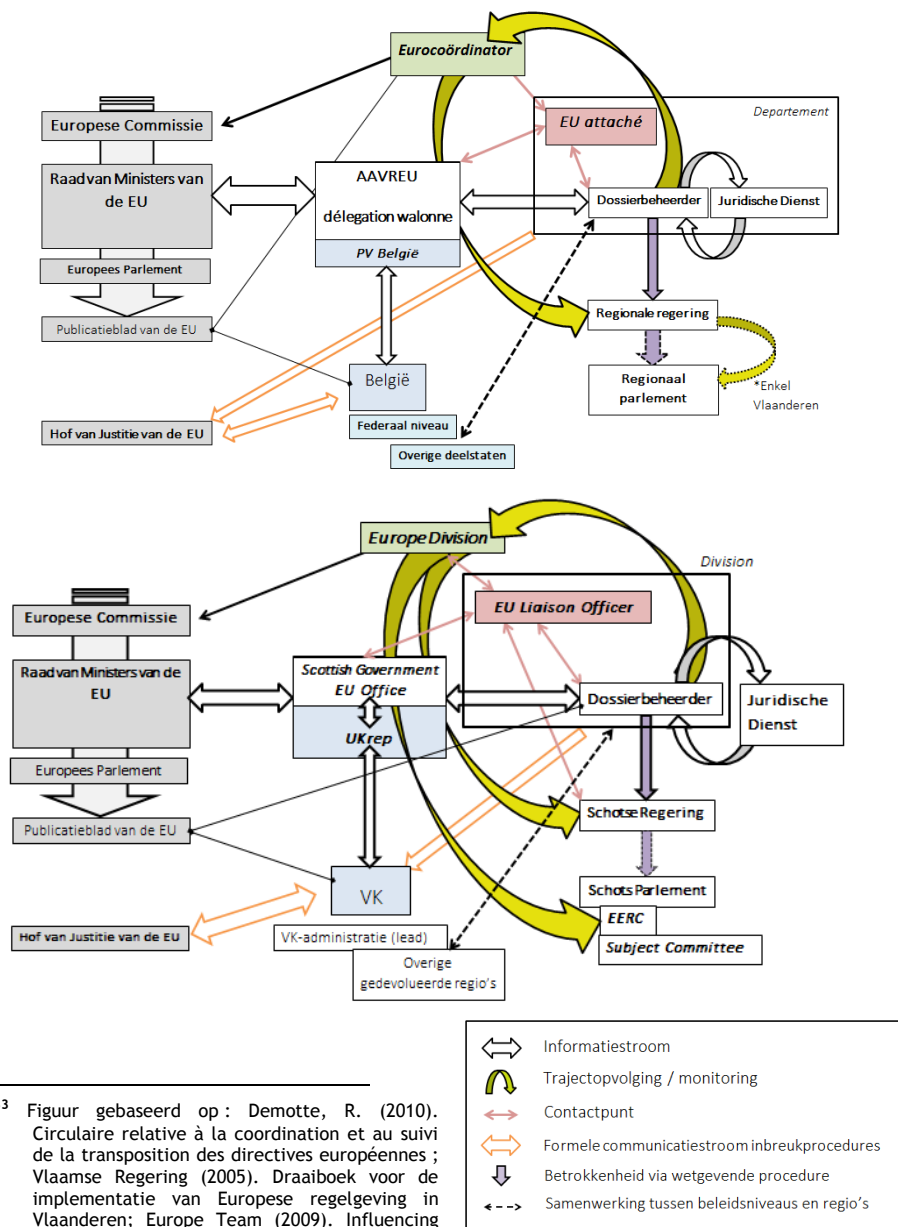 Eurocoördinator
Departement
Europese Commissie
EU attaché
Raad van Ministers van
de EU
AAVREU
délégation walonne
Dossierbeheerder
Juridische Dienst
PV België
Europees Parlement
Publicatieblad van de EU
Regionale regering
België
Regionaal
parlement
*Enkel
Vlaanderen
Federaal niveau
Hof van Justitie van de EU
Overige deelstaten
Europe Division
Division
Europese Commissie
EU Liaison Officer
Raad van Ministers van de
EU
Scottish Government
EU Office
Dossierbeheerder
Juridische
Dienst
UKrep
Europees Parlement
Schotse Regering
Publicatieblad van de EU
VK
Schots Parlement
EERC
Hof van Justitie van de EU
VK-administratie (lead)
Subject Committee
Overige
gedevolueerde regio's
Informatiestroom
Trajectopvolging / monitoring
Contactpunt
Formele communicatiestroom inbreukprocedures
Betrokkenheid via wetgevende procedure
Samenwerking tussen beleidsniveaus en regio's
3 Figuur gebaseerd op : Demotte, R. (2010).
Circulaire relative à la coordination et au suivi
de la transposition des directives européennes ;
Vlaamse Regering (2005). Draaiboek voor de
implementatie van Europese regelgeving in
Vlaanderen; Europe Team (2009). Influencing